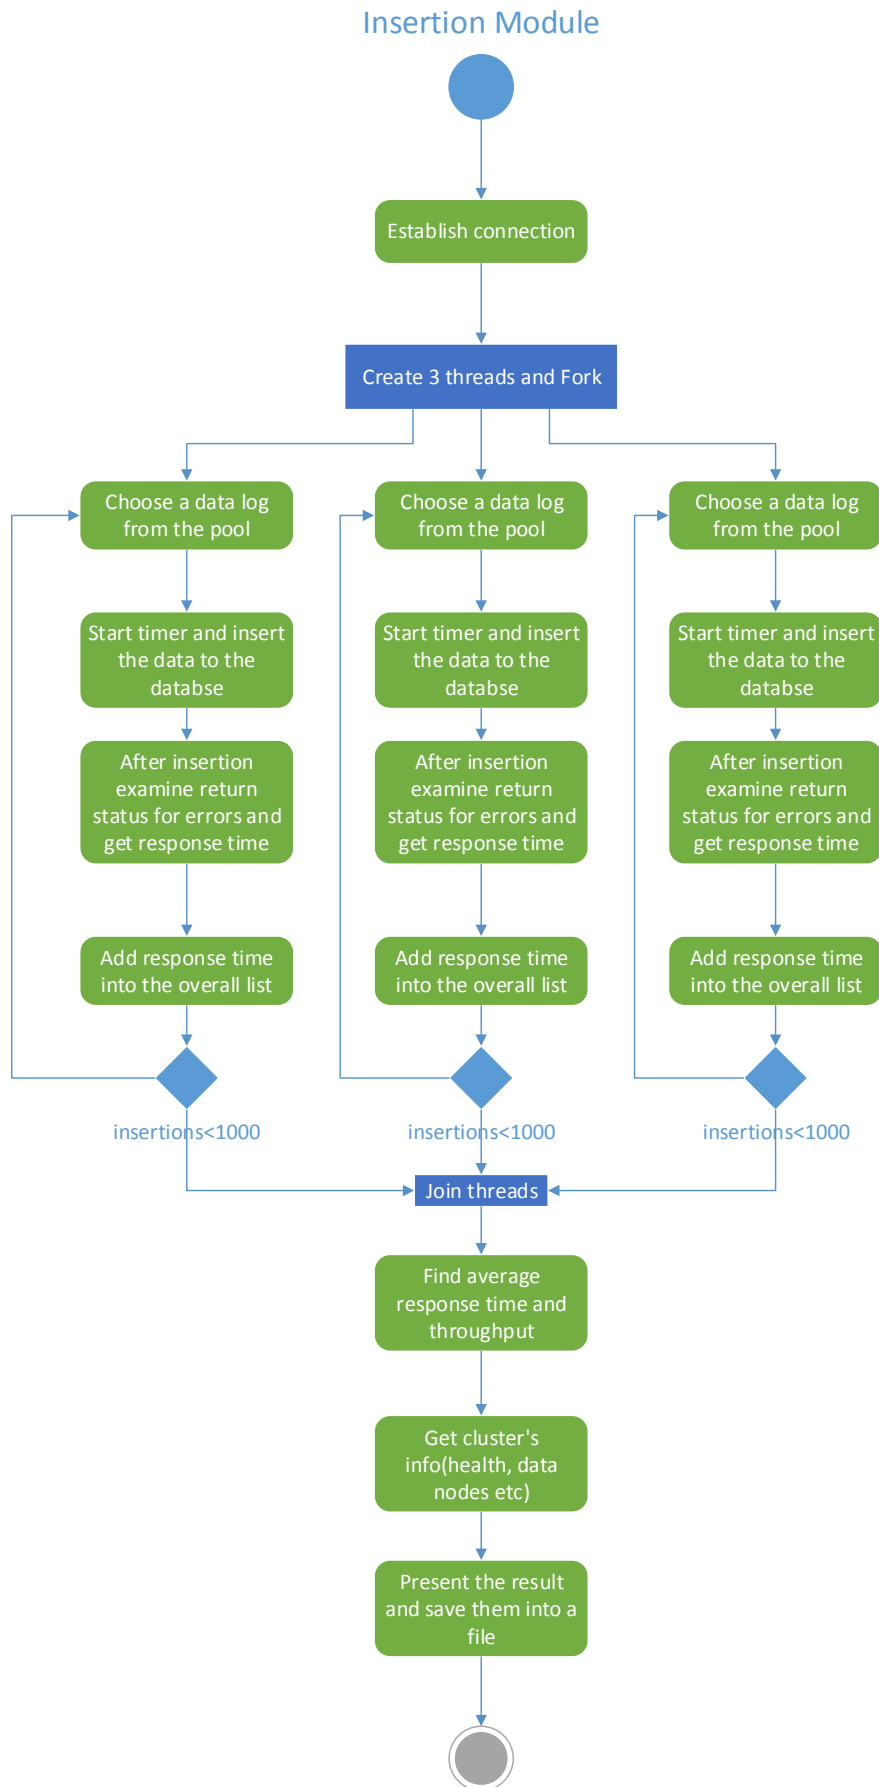 Insertion Module
Establish connection
Create 3 threads and Fork
Choose a data log
from the pool
Choose a data log
from the pool
Choose a data log
from the pool
Start timer and insert
the data to the
databse
Start timer and insert
the data to the
databse
Start timer and insert
the data to the
databse
After insertion
examine return
status for errors and
get response time
After insertion
examine return
status for errors and
get response time
After insertion
examine return
status for errors and
get response time
Add response time
into the overall list
Add response time
into the overall list
Add response time
into the overall list
insertions<1000
insertions<1000
insertions<1000
Join threads
Find average
response time and
throughput
Get cluster's
info(health, data
nodes etc)
Present the result
and save them into a
file